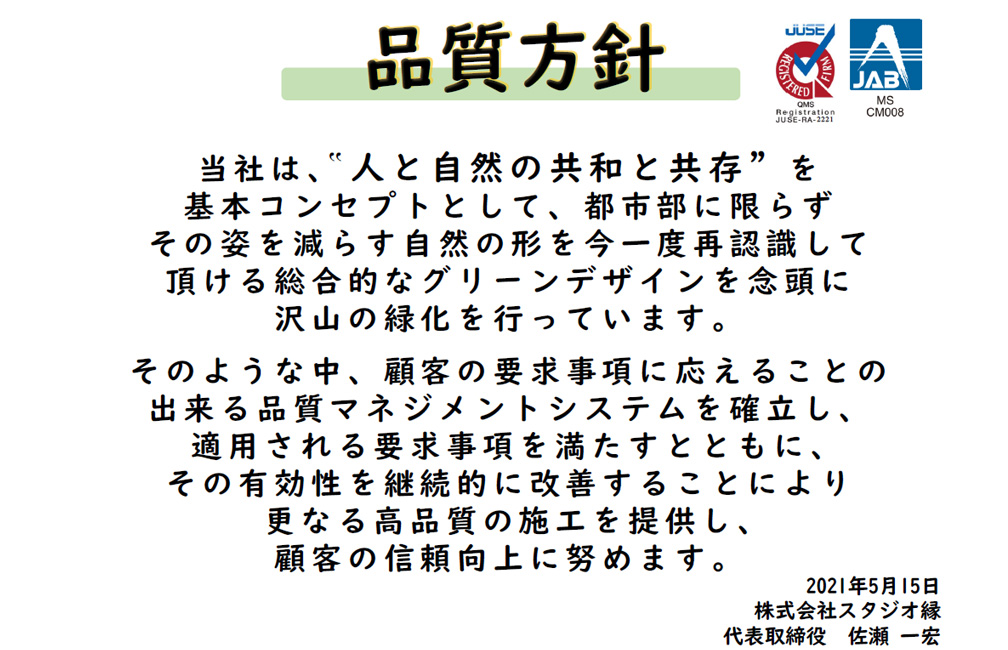 品質方針
JUSE
REGISTERED FIRM
QMS
Registration
JUSE-RA-2221
JAB
MS
CM008
当社は、“人と自然の共和と共存”を
基本コンセプトとして、都市部に限らず
その姿を減らす自然の形を今一度再認識して
頂ける総合的なグリーンデザインを念頭に
沢山の緑化を行っています。
そのような中、顧客の要求事項に応えることの
出来る品質マネジメントシステムを確立し、
適用される要求事項を満たすとともに、
その有効性を継続的に改善することにより
更なる高品質の施工を提供し、
顧客の信頼向上に努めます。
2021年5月15日
株式会社スタジオ縁
代表取締役　佐瀬 一宏